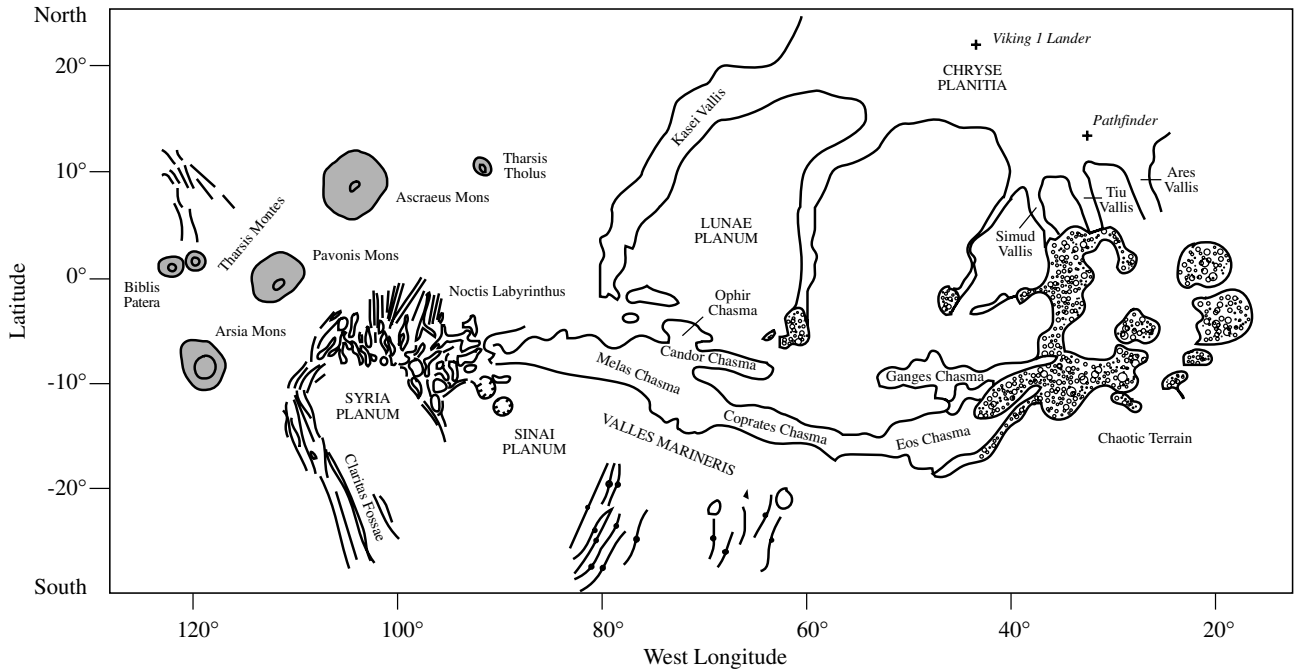 North
20°
10°
0°
-10°
-20°
South
Latitude
120°
100°
80°
60°
40°
20°
West Longitude
Viking 1 Lander
CHRYSE
PLANITIA
Kasei Vallis
Pathfinder
Tharsis
Tholus
Ascraeus Mons
Ares
Vallis
Tiu
Vallis
Tharsis Montes
LUNAE
PLANUM
Simud
Vallis
Pavonis Mons
Biblis
Patera
Noctis Labyrinthus
Ophir
Chasma
Arsia Mons
Candor Chasma
Melas Chasma
Ganges Chasma
SYRIA
PLANUM
Coprates Chasma
Eos Chasma
SINAI
PLANUM
VALLES MARINERIS
Chaotic Terrain
Claritas Fossae